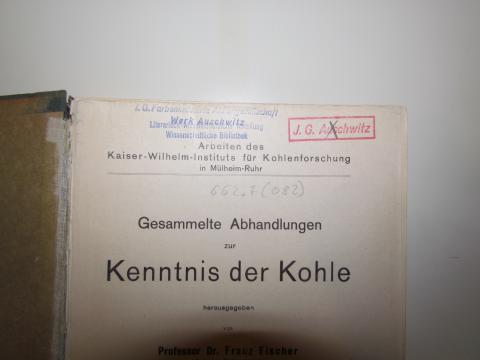 I. G. Farbenindustrie Aktiengesellschaft
Werk Auschwitz
Wissenschaftliche Bibliothek
J. G. Auschwitz
Arbeiten des
Kaiser-Wilhelm-Instituts für Kohlenforschung
in Mülheim-Ruhr
662.7(082)
Gesammelte Abhandlungen
zur
Kenntnis der Kohle
herausgegeben
von
Professor Dr. Franz Fischer